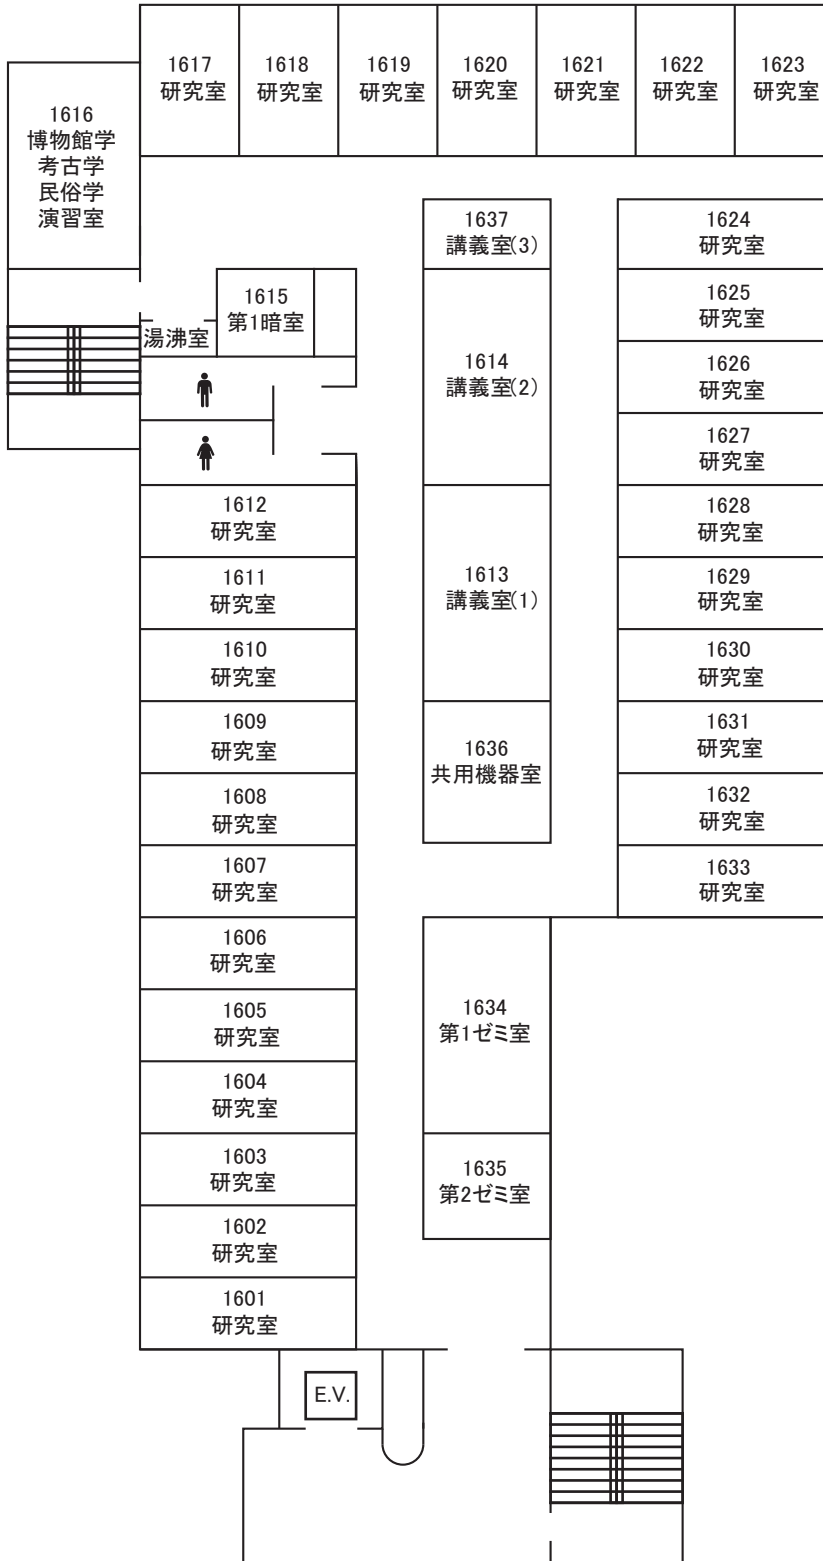 1617
研究室
1618
研究室
1619
研究室
1620
研究室
1621
研究室
1622
研究室
1623
研究室
1616
博物館学
考古学
民俗学
演習室
1637
講義室(3)
1624
研究室
1615
第1暗室
湯沸室
1614
講義室(2)
1625
研究室
1626
研究室
1627
研究室
1612
研究室
1613
講義室(1)
1628
研究室
1611
研究室
1629
研究室
1610
研究室
1630
研究室
1609
研究室
1636
共用機器室
1631
研究室
1608
研究室
1632
研究室
1607
研究室
1633
研究室
1606
研究室
1605
研究室
1634
第1ゼミ室
1604
研究室
1603
研究室
1635
第2ゼミ室
1602
研究室
1601
研究室
E.V.